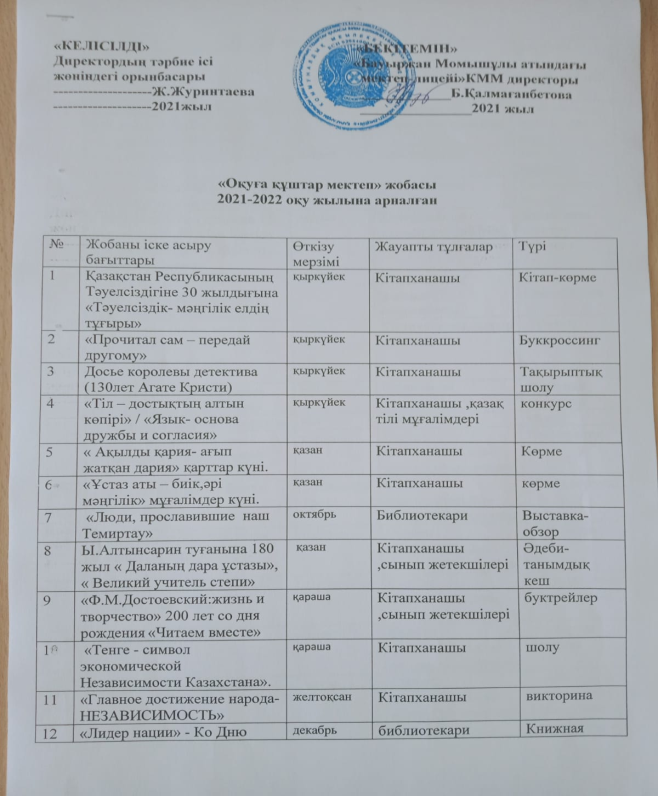 «КЕЛІСІЛДІ»
Директордың тәрбие ісі
жөніндегі орынбасары
---------------------Ж.Журинтаева
---------------------2021жыл
«БЕКІТЕМІН»
«Бауыржан Момышұлы атындағы
мектеп-лицейі»КММ директоры
____________Б.Қалмағанбетова
________________2021 жыл
«Оқуға құштар мектеп» жобасы
2021-2022 оқу жылына арналған
№ Жобаны іске асыру бағыттары Өткізу мерзімі Жауапты тұлғалар Түрі
1 Қазақстан Республикасының қыркүйек Кітапханашы Кітап-көрме
Тәуелсіздігіне 30 жылдығына
«Тәуелсіздік- мәңгілік елдің
тұғыры»
2 «Прочитал сам – передай қыркүйек Кітапханашы Буккроссинг
другому»
3 Досье королевы детектива қыркүйек Кітапханашы Тақырыптық
(130лет Агате Кристи) шолу
4 «Тіл – достықтың алтын қыркүйек Кітапханашы ,қазақ конкурс
көпірі» / «Язык- основа тілі мұғалімдері
дружбы и согласия»
5 « Ақылды қария- ағып қазан Кітапханашы Көрме
жатқан дария» қарттар күні.
6 «Ұстаз аты – биік,әрі қазан Кітапханашы көрме
мәңгілік» мұғалімдер күні.
7 «Люди, прославившие наш октябрь Библиотекари Выставка-
Темиртау» обзор
8 Ы.Алтынсарин туғанына 180 қазан Кітапханашы Әдеби-
жыл « Даланың дара ұстазы», ,сынып жетекшілері танымдық
« Великий учитель степи» кеш
9 «Ф.М.Достоевский:жизнь и қараша Кітапханашы буктрейлер
творчество» 200 лет со дня ,сынып жетекшілері
рождения «Читаем вместе»
10 «Тенге - символ қараша Кітапханашы шолу
экономической
Независимости Казахстана».
11 «Главное достижение народа- желтоқсан Кітапханашы викторина
НЕЗАВИСИМОСТЬ»
12 «Лидер нации» - Ко Дню декабрь библиотекари Книжная